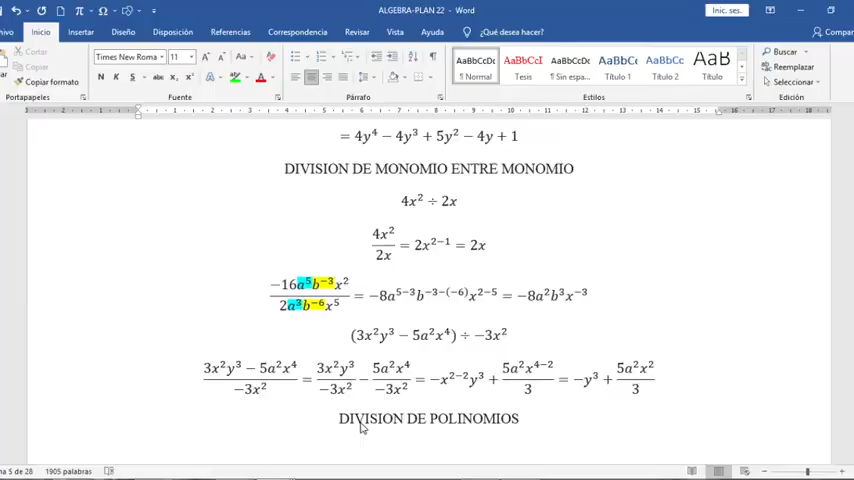 ALGEBRA-PLAN 22 - Word
Inic. ses.
Inicio Insertar Diseño Disposición Referencias Correspondencia Revisar Vista Ayuda ¿Qué desea hacer?
Cortar
Copiar
Copiar formato
Portapapeles
Times New Roma 11
Fuente
Párrafo
AaBbCcDc AaBbCcI AaBbCcDc AaBbCc AaBbCcD AaB
¶ Normal Tesis ¶ Sin espa... Título 1 Título 2 Título
Estilos
Buscar
Reemplazar
Seleccionar
Edición
= 4y⁴ − 4y³ + 5y² − 4y + 1
DIVISION DE MONOMIO ENTRE MONOMIO
4x² ÷ 2x
4x²/2x = 2x²⁻¹ = 2x
−16a⁵b⁻³x²/2a³b⁻⁶x⁵ = −8a⁵⁻³b⁻³⁻⁽⁻⁶⁾x²⁻⁵ = −8a²b³x⁻³
(3x²y³ − 5a²x⁴) ÷ −3x²
3x²y³ − 5a²x⁴/−3x² = 3x²y³/−3x² − 5a²x⁴/−3x² = −x²⁻²y³ + 5a²x⁴⁻²/3 = −y³ + 5a²x²/3
DIVISION DE POLINOMIOS
5 de 28 1905 palabras